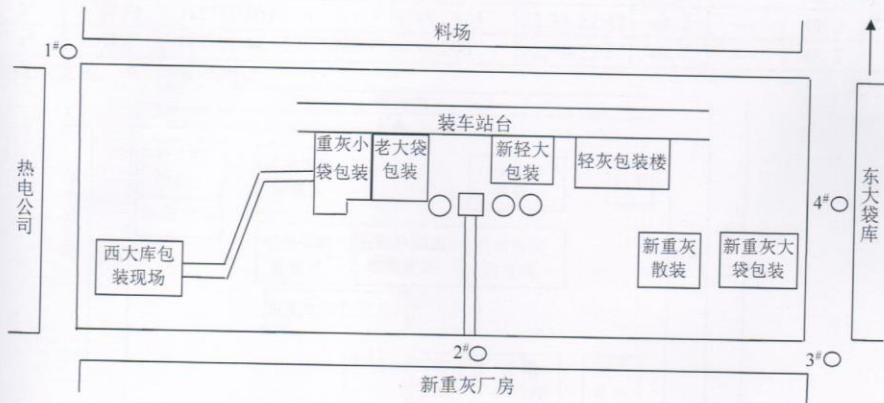 料场
1#
装车站台
重灰小
袋包装
老大袋
包装
新轻大
包装
轻灰包装楼
热电公司
东大袋库
4#
西大库包
装现场
新重灰
散装
新重灰大
袋包装
2#
3#
新重灰厂房